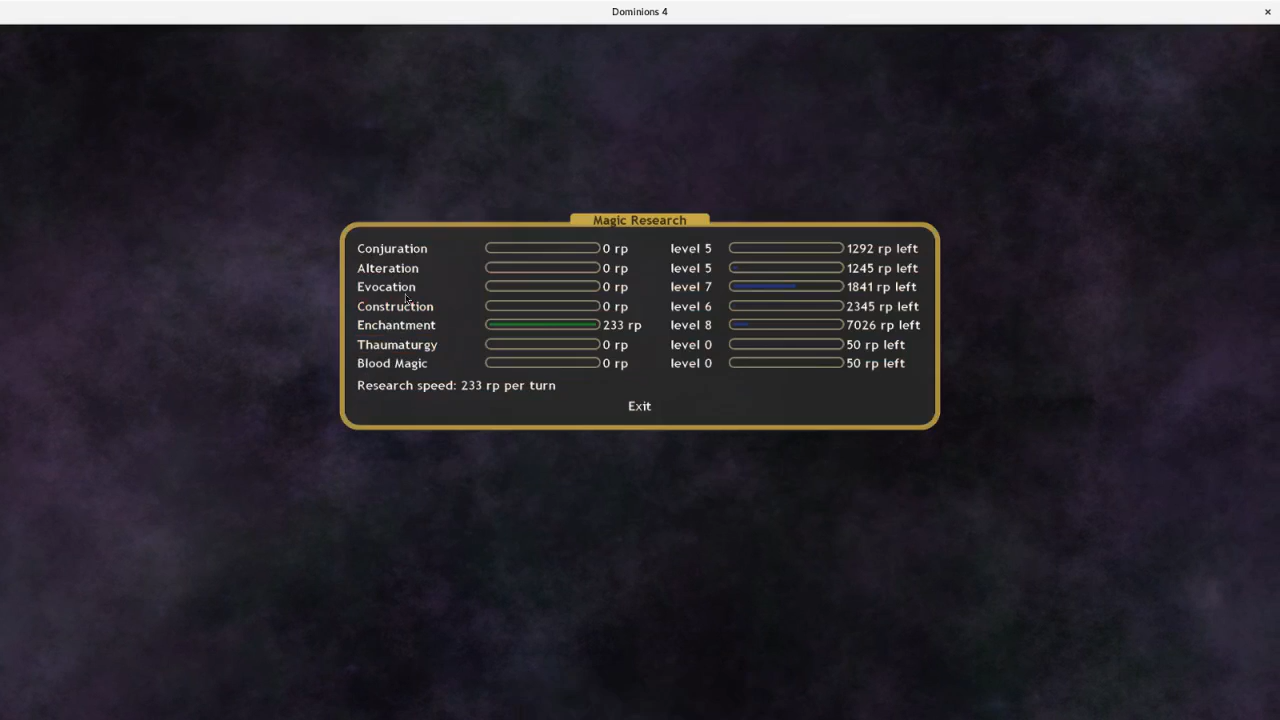 Dominions 4
×
Magic Research
Conjuration 0 rp level 5 1292 rp left
Alteration 0 rp level 5 1245 rp left
Evocation 0 rp level 7 1841 rp left
Construction 0 rp level 6 2345 rp left
Enchantment 233 rp level 8 7026 rp left
Thaumaturgy 0 rp level 0 50 rp left
Blood Magic 0 rp level 0 50 rp left
Research speed: 233 rp per turn
Exit